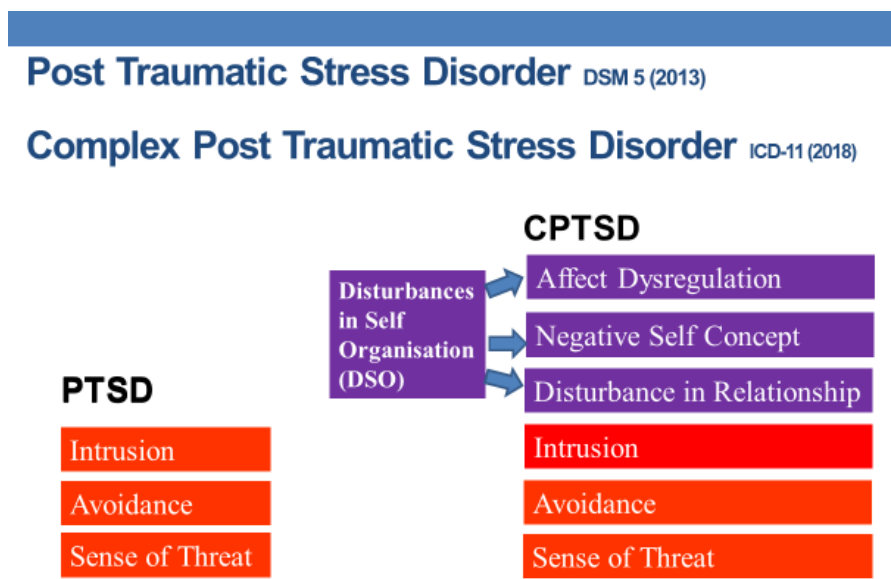 Post Traumatic Stress Disorder DSM 5 (2013)
Complex Post Traumatic Stress Disorder ICD-11 (2018)
CPTSD
Disturbances
in Self
Organisation
(DSO)
Affect Dysregulation
Negative Self Concept
Disturbance in Relationship
Intrusion
Avoidance
Sense of Threat
PTSD
Intrusion
Avoidance
Sense of Threat